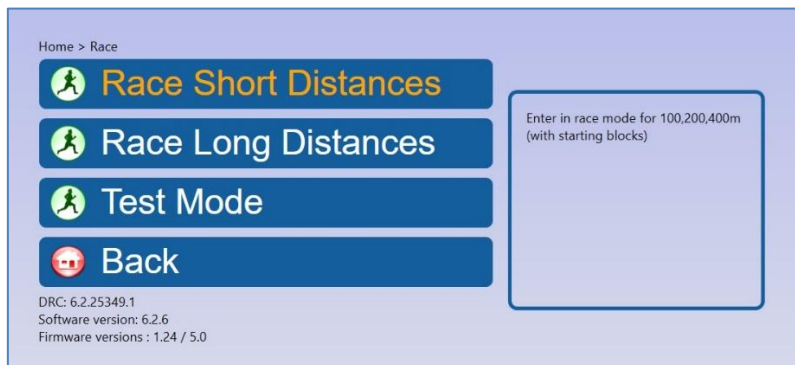 Home > Race
Race Short Distances
Race Long Distances
Test Mode
Back
Enter in race mode for 100,200,400m
(with starting blocks)
DRC: 6.2.25349.1
Software version: 6.2.6
Firmware versions : 1.24 / 5.0